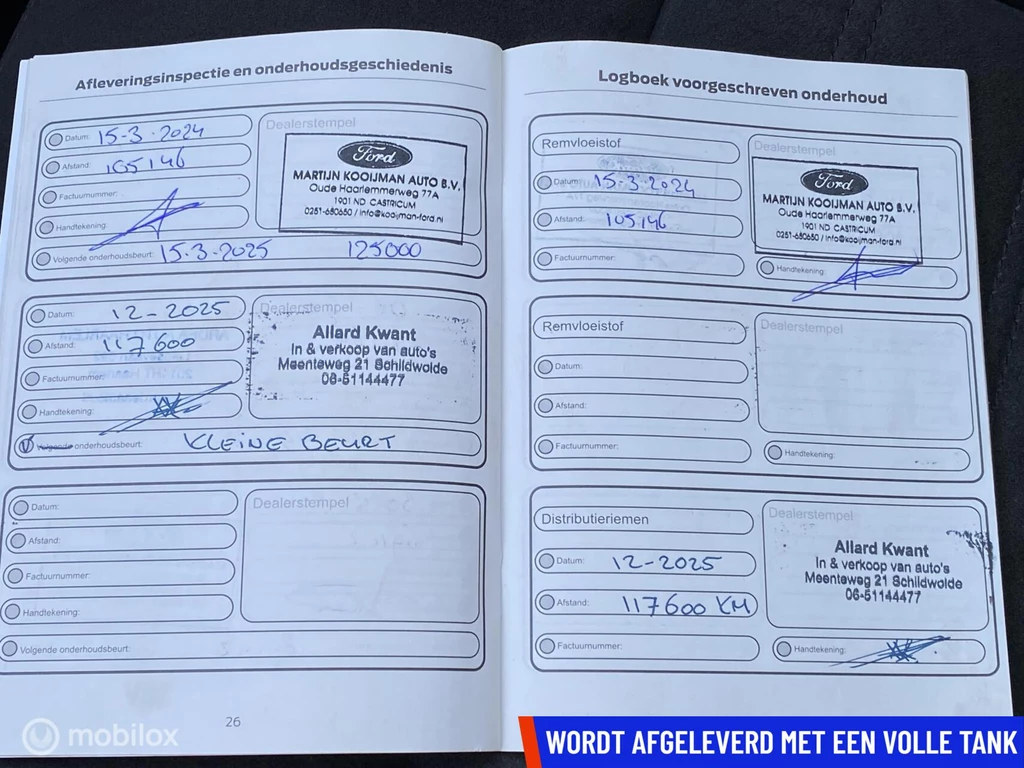 Afleveringsinspectie en onderhoudsgeschiedenis
Datum: 15-3-2024
Afstand: 105146
Factuurnummer:
Handtekening:
Volgende onderhoudsbeurt: 15-3-2025 125000
Dealerstempel
Ford
MARTIJN KOOIJMAN AUTO B.V.
Oude Haarlemmerweg 77A
1901 ND CASTRICUM
0251-650650 / info@kooijman-ford.nl
Datum: 12-2025
Afstand: 117600
Factuurnummer:
Handtekening:
Volgende onderhoudsbeurt: KLEINE BEURT
Dealerstempel
Allard Kwant
In & verkoop van auto's
Meenteweg 21 Schildwolde
06-51144477
Datum:
Afstand:
Factuurnummer:
Handtekening:
Volgende onderhoudsbeurt:
Dealerstempel
26
Logboek voorgeschreven onderhoud
Remvloeistof
Datum: 15-3-2024
Afstand: 105146
Factuurnummer:
Dealerstempel
Ford
MARTIJN KOOIJMAN AUTO B.V.
Oude Haarlemmerweg 77A
1901 ND CASTRICUM
0251-650650 / info@kooijman-ford.nl
Handtekening:
Remvloeistof
Datum:
Afstand:
Factuurnummer:
Dealerstempel
Handtekening:
Distributieriemen
Datum: 12-2025
Afstand: 117600 KM
Factuurnummer:
Dealerstempel
Allard Kwant
In & verkoop van auto's
Meenteweg 21 Schildwolde
06-51144477
Handtekening:
mobilox
WORDT AFGELEVERD MET EEN VOLLE TANK